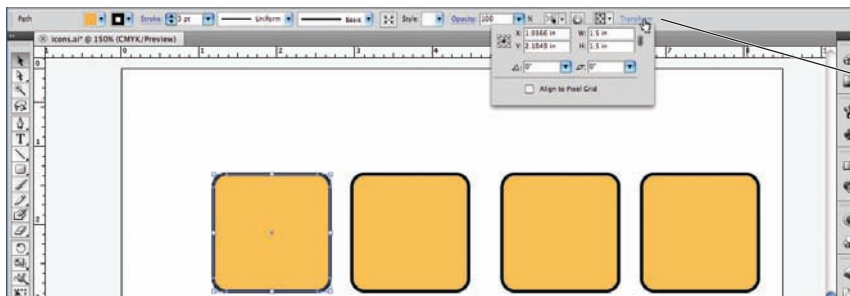 Path Stroke: 3 pt Uniform Basic Style: Opacity: 100 % Transform
icons.ai* @ 150% (CMYK/Preview)
X: 1.0566 in W: 1.5 in
Y: 2.1849 in H: 1.5 in
0° 0°
Align to Pixel Grid